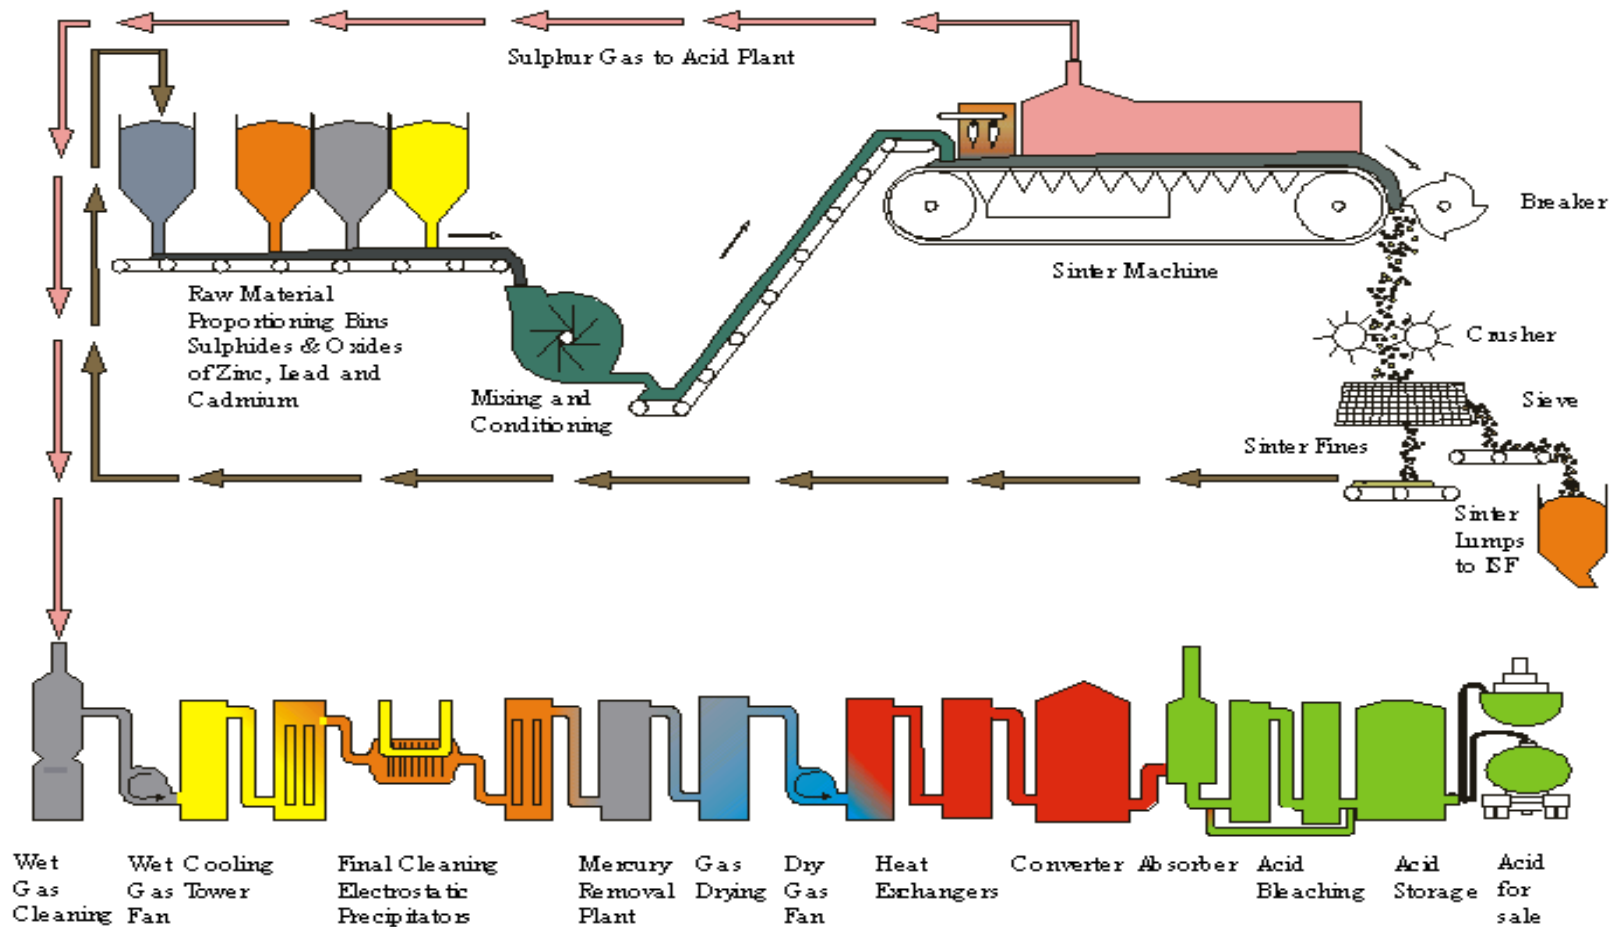 Sulphur Gas to Acid Plant
Breaker
Sinter Machine
Raw Material
Proportioning Bins
Sulphides & Oxides
of Zinc, Lead and
Cadmium
Crusher
Mixing and
Conditioning
Sieve
Sinter Fines
Sinter
Lumps
to ISF
Wet
Gas
Cleaning
Wet
Gas
Fan
Cooling
Tower
Final Cleaning
Electrostatic
Precipitators
Mercury
Removal
Plant
Gas
Drying
Dry
Gas
Fan
Heat
Exchangers
Converter
Absorber
Acid
Bleaching
Acid
Storage
Acid
for
sale